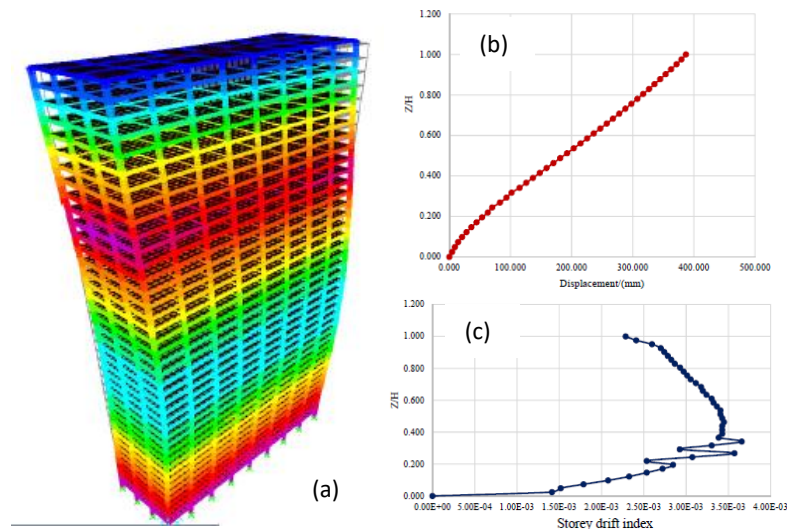 (a)
(b)
1.200
1.000
0.800
0.600
0.400
0.200
0.000
Z/H
0.000 100.000 200.000 300.000 400.000 500.000
Displacement/(mm)
(c)
1.200
1.000
0.800
0.600
0.400
0.200
0.000
Z/H
0.00E+00 5.00E-04 1.00E-03 1.50E-03 2.00E-03 2.50E-03 3.00E-03 3.50E-03 4.00E-03
Storey drift index